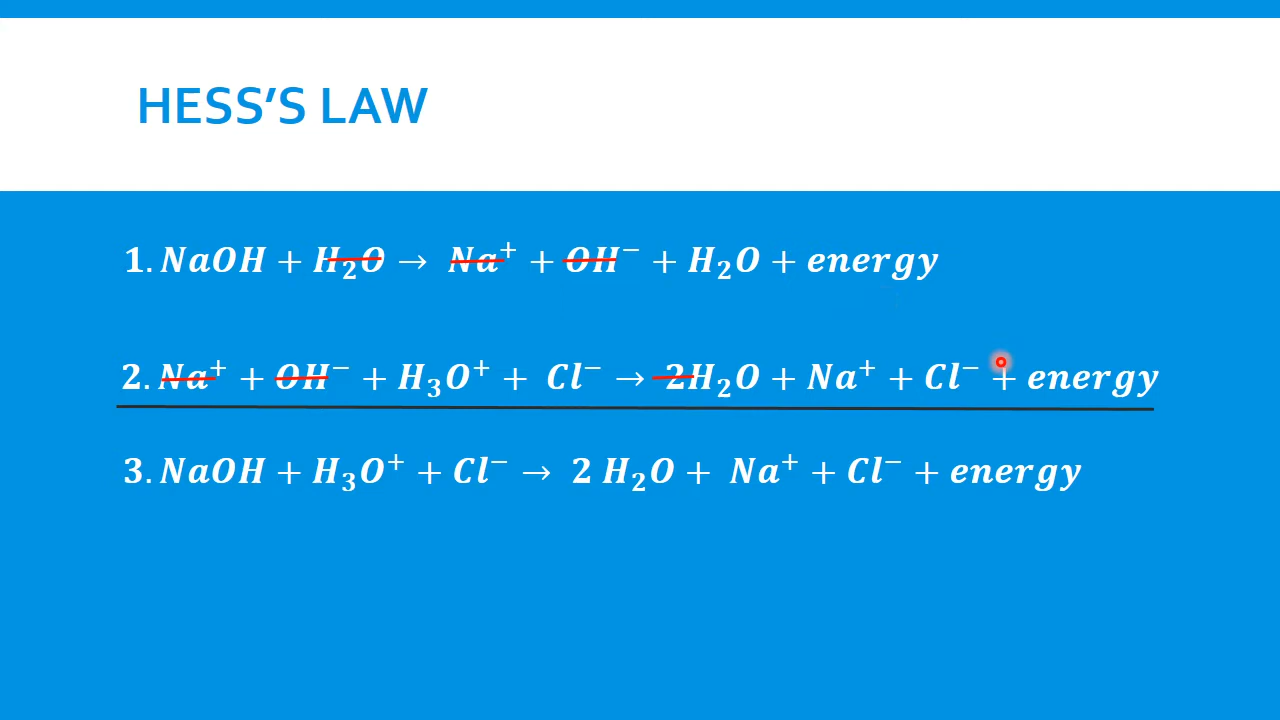 HESS’S LAW
1. NaOH + H₂O → Na⁺ + OH⁻ + H₂O + energy
2. Na⁺ + OH⁻ + H₃O⁺ + Cl⁻ → 2H₂O + Na⁺ + Cl⁻ + energy
3. NaOH + H₃O⁺ + Cl⁻ → 2 H₂O + Na⁺ + Cl⁻ + energy